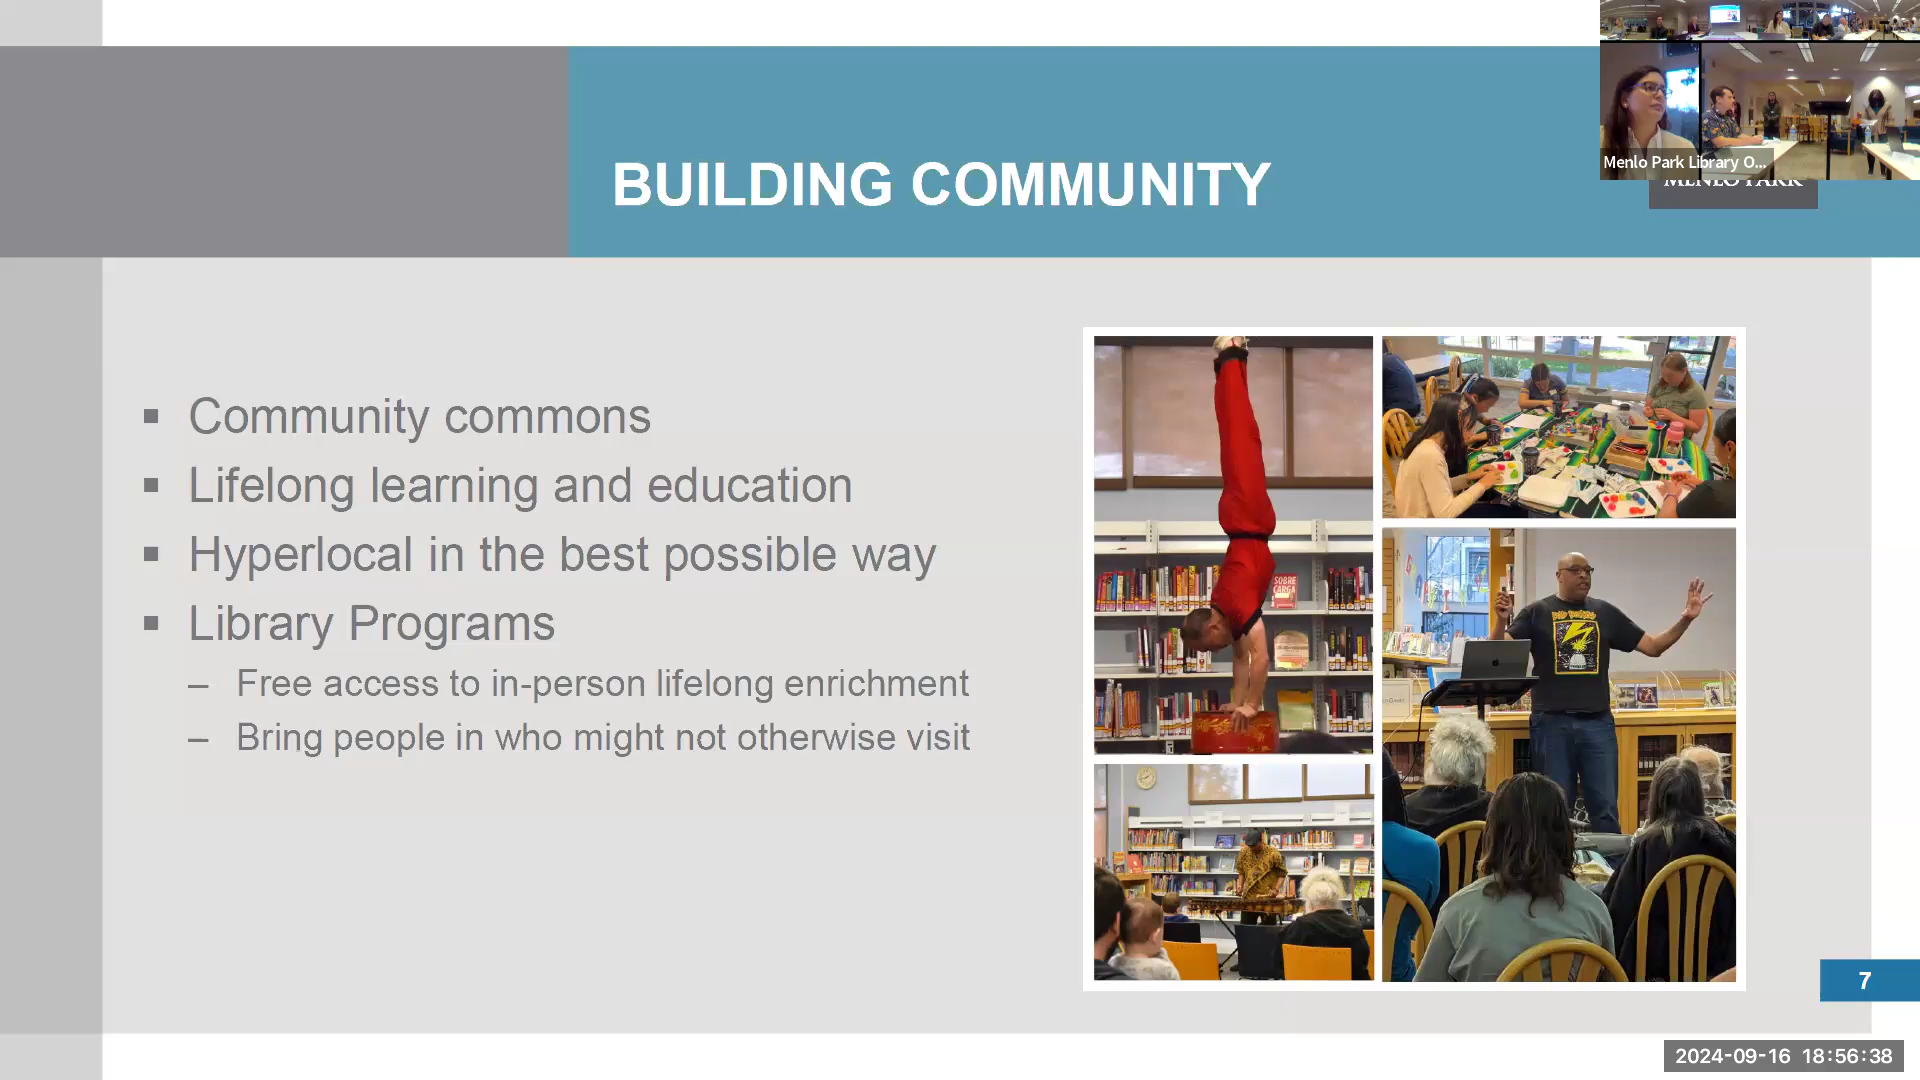 BUILDING COMMUNITY
Menlo Park Library O...
MENLO PARK
▪ Community commons
▪ Lifelong learning and education
▪ Hyperlocal in the best possible way
▪ Library Programs
– Free access to in-person lifelong enrichment
– Bring people in who might not otherwise visit
SOBRE
CARGA
7
2024-09-16 18:56:38